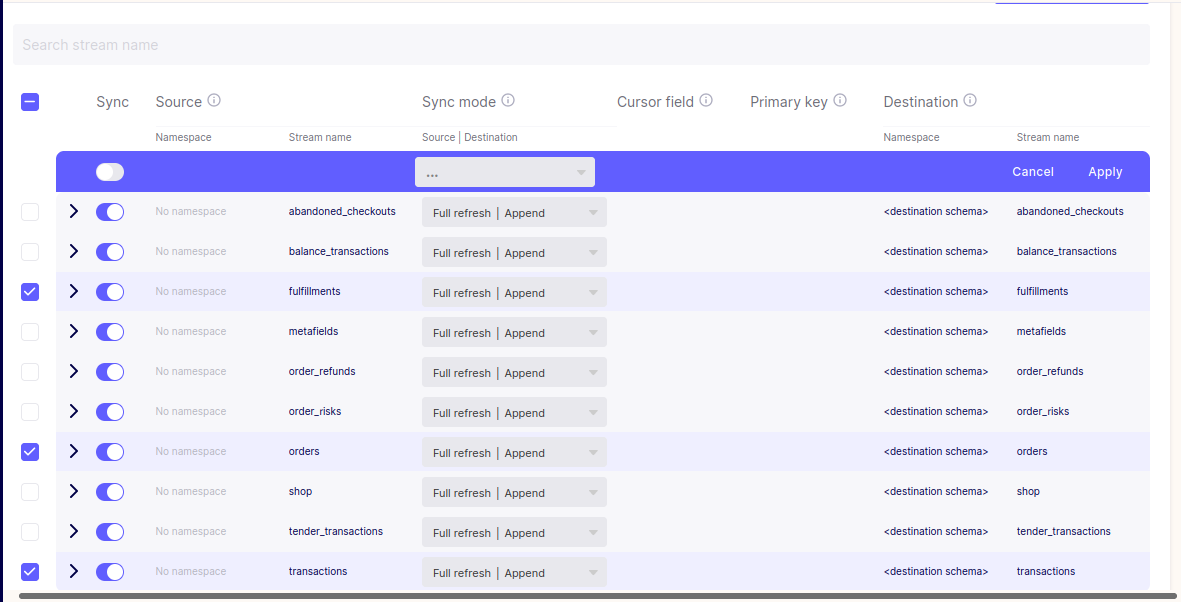 Search stream name
Sync Source Sync mode Cursor field Primary key Destination
Namespace Stream name Source | Destination Namespace Stream name
... Cancel Apply
No namespace abandoned_checkouts Full refresh | Append <destination schema> abandoned_checkouts
No namespace balance_transactions Full refresh | Append <destination schema> balance_transactions
No namespace fulfillments Full refresh | Append <destination schema> fulfillments
No namespace metafields Full refresh | Append <destination schema> metafields
No namespace order_refunds Full refresh | Append <destination schema> order_refunds
No namespace order_risks Full refresh | Append <destination schema> order_risks
No namespace orders Full refresh | Append <destination schema> orders
No namespace shop Full refresh | Append <destination schema> shop
No namespace tender_transactions Full refresh | Append <destination schema> tender_transactions
No namespace transactions Full refresh | Append <destination schema> transactions